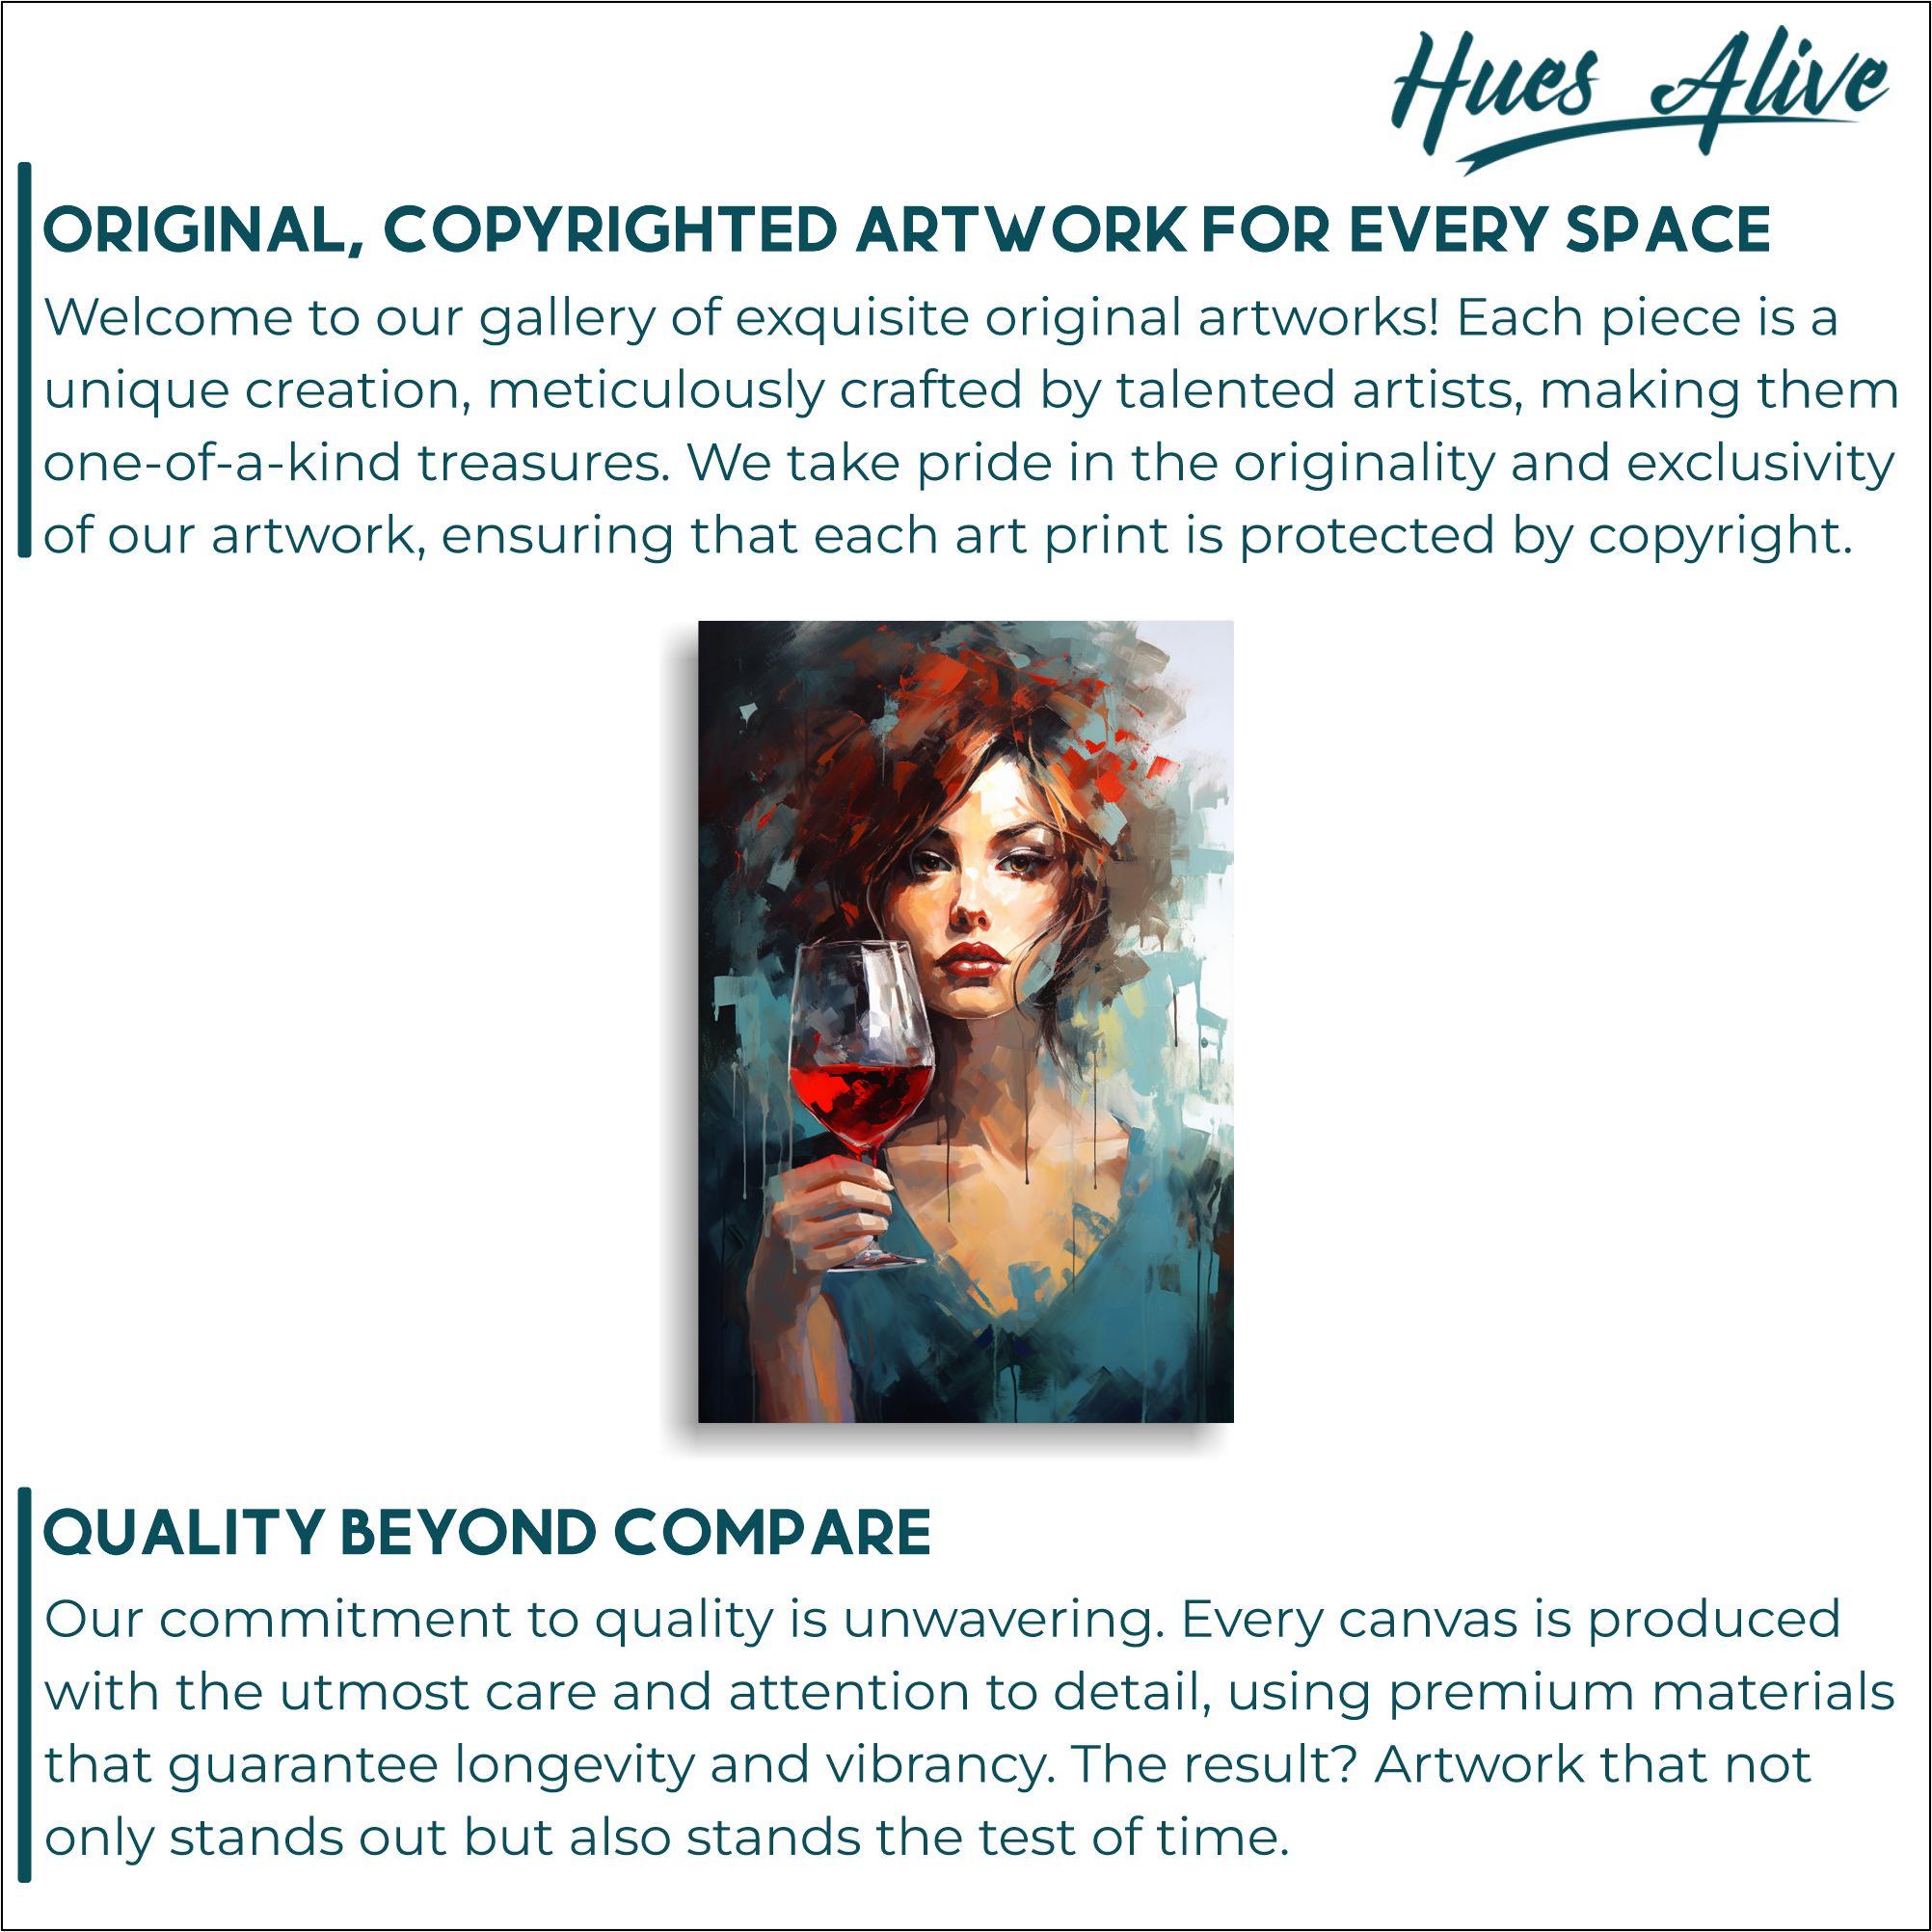 Hues Alive
ORIGINAL, COPYRIGHTED ARTWORK FOR EVERY SPACE
Welcome to our gallery of exquisite original artworks! Each piece is a
unique creation, meticulously crafted by talented artists, making them
one-of-a-kind treasures. We take pride in the originality and exclusivity
of our artwork, ensuring that each art print is protected by copyright.
QUALITY BEYOND COMPARE
Our commitment to quality is unwavering. Every canvas is produced
with the utmost care and attention to detail, using premium materials
that guarantee longevity and vibrancy. The result? Artwork that not
only stands out but also stands the test of time.